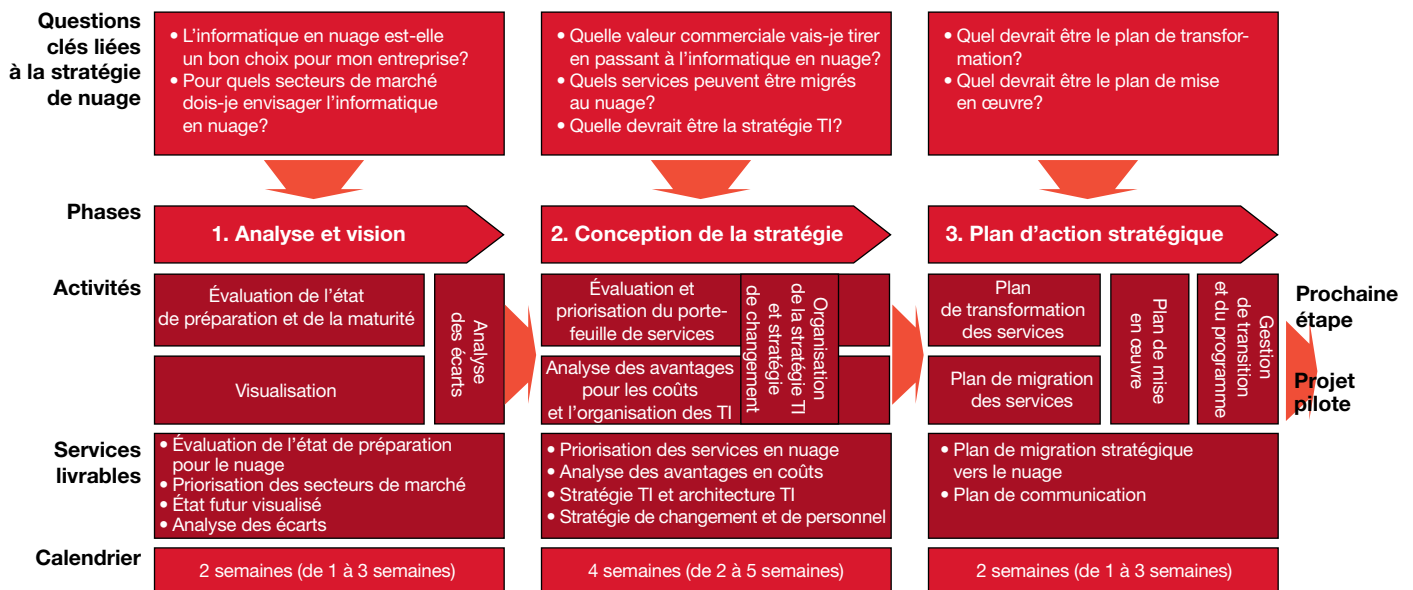 Questions
clés liées
à la stratégie
de nuage
• L’informatique en nuage est-elle
un bon choix pour mon entreprise?
• Pour quels secteurs de marché
dois-je envisager l’informatique
en nuage?
• Quelle valeur commerciale vais-je tirer
en passant à l’informatique en nuage?
• Quels services peuvent être migrés
au nuage?
• Quelle devrait être la stratégie TI?
• Quel devrait être le plan de transfor-
mation?
• Quel devrait être le plan de mise
en œuvre?
Phases
1. Analyse et vision
2. Conception de la stratégie
3. Plan d’action stratégique
Activités
Évaluation de l’état
de préparation et de la maturité
Visualisation
Analyse
des écarts
Évaluation et
priorisation du porte-
feuille de services
Analyse des avantages
pour les coûts
et l’organisation des TI
Organisation
de la stratégie TI
et stratégie
de changement
Plan
de transformation
des services
Plan de migration
des services
Plan de mise
en œuvre
Gestion
de transition
et du programme
Prochaine
étape
Projet
pilote
Services
livrables
• Évaluation de l’état de préparation
pour le nuage
• Priorisation des secteurs de marché
• État futur visualisé
• Analyse des écarts
• Priorisation des services en nuage
• Analyse des avantages en coûts
• Stratégie TI et architecture TI
• Stratégie de changement et de personnel
• Plan de migration stratégique
vers le nuage
• Plan de communication
Calendrier
2 semaines (de 1 à 3 semaines)
4 semaines (de 2 à 5 semaines)
2 semaines (de 1 à 3 semaines)